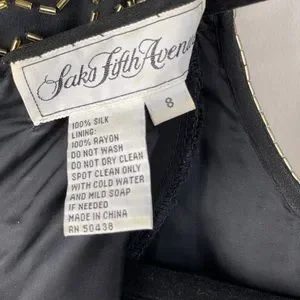 Saks Fifth Avenue
8
100% SILK
LINING:
100% RAYON
DO NOT WASH
DO NOT DRY CLEAN
SPOT CLEAN ONLY
WITH COLD WATER
AND MILD SOAP
IF NEEDED
MADE IN CHINA
RN 50438